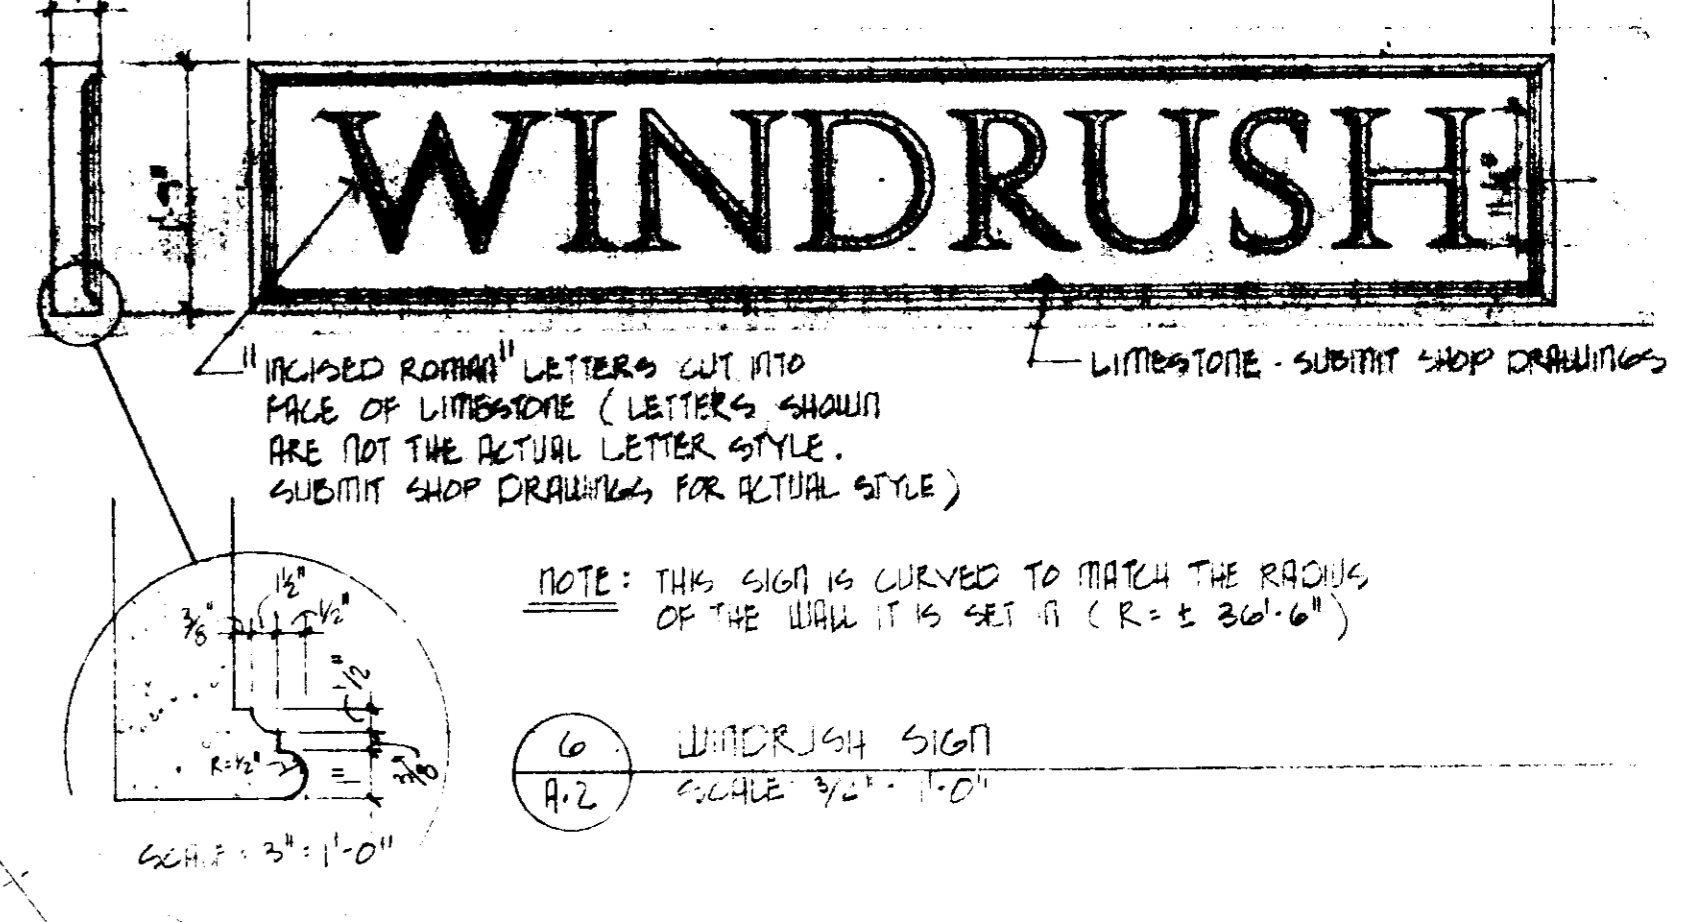 WINDRUSH
"INCISED ROMAN" LETTERS CUT INTO
FACE OF LIMESTONE (LETTERS SHOWN
ARE NOT THE ACTUAL LETTER STYLE.
SUBMIT SHOP DRAWINGS FOR ACTUAL STYLE)
LIMESTONE - SUBMIT SHOP DRAWINGS
NOTE: THIS SIGN IS CURVED TO MATCH THE RADIUS
OF THE WALL IT IS SET IN (R= ± 36'-6")
3/8"
1½"
1/2"
1/2"
R=½"
1"
SCALE: 3" = 1'-0"
6
A.2
WINDRUSH SIGN
SCALE
1'-0"